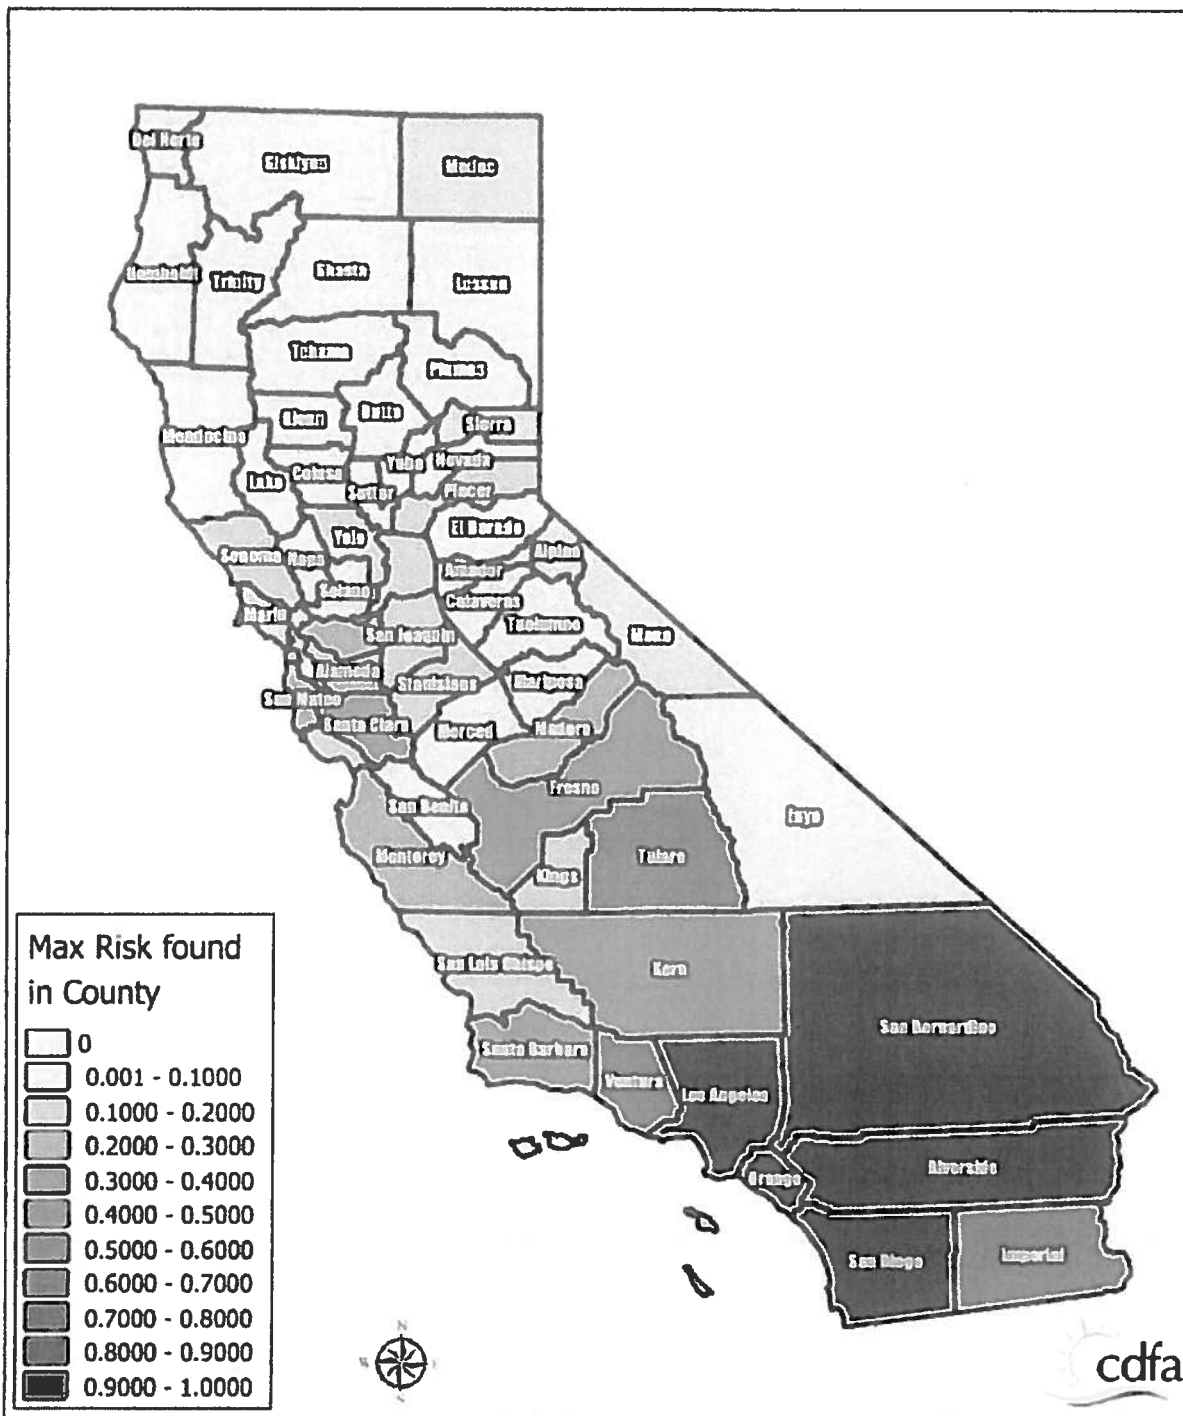 Del Norte
Siskiyou
Modoc
Humboldt
Trinity
Shasta
Lassen
Tehama
Plumas
Glenn
Butte
Sierra
Mendocino
Lake
Colusa
Sutter
Yuba
Nevada
Placer
Sonoma
Napa
Yolo
El Dorado
Alpine
Solano
Amador
Calaveras
Marin
San Joaquin
Tuolumne
Mono
Alameda
Stanislaus
Mariposa
San Mateo
Santa Clara
Merced
Madera
Fresno
San Benito
Inyo
Monterey
Kings
Tulare
San Luis Obispo
Kern
San Bernardino
Santa Barbara
Ventura
Los Angeles
Orange
Riverside
San Diego
Imperial
Max Risk found
in County
0
0.001 - 0.1000
0.1000 - 0.2000
0.2000 - 0.3000
0.3000 - 0.4000
0.4000 - 0.5000
0.5000 - 0.6000
0.6000 - 0.7000
0.7000 - 0.8000
0.8000 - 0.9000
0.9000 - 1.0000
N
W
E
S
cdfa